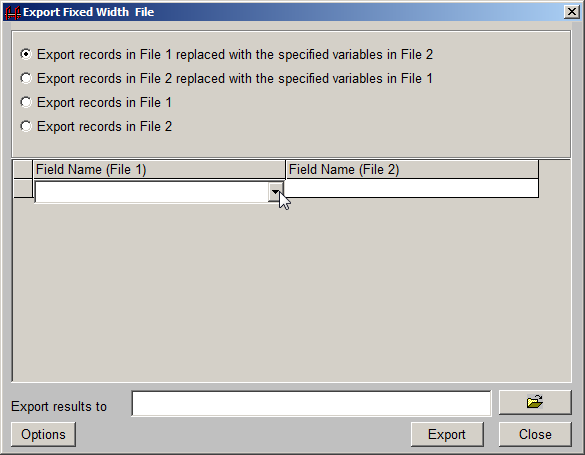 Export Fixed Width File
Export records in File 1 replaced with the specified variables in File 2
Export records in File 2 replaced with the specified variables in File 1
Export records in File 1
Export records in File 2
Field Name (File 1) Field Name (File 2)
Export results to
Options Export Close